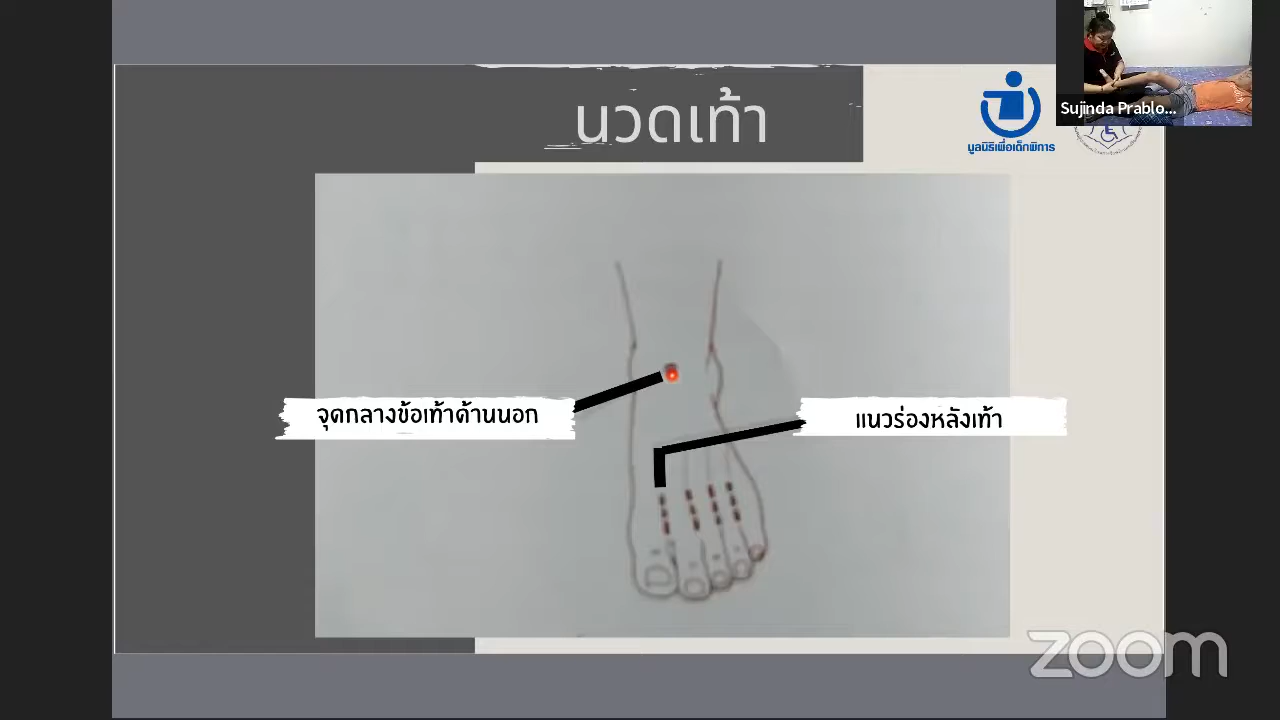 นวดเท้า
มูลนิธิเพื่อเด็กพิการ
Sujinda Prablo...
จุดกลางข้อเท้าด้านนอก
แนวร่องหลังเท้า
zoom